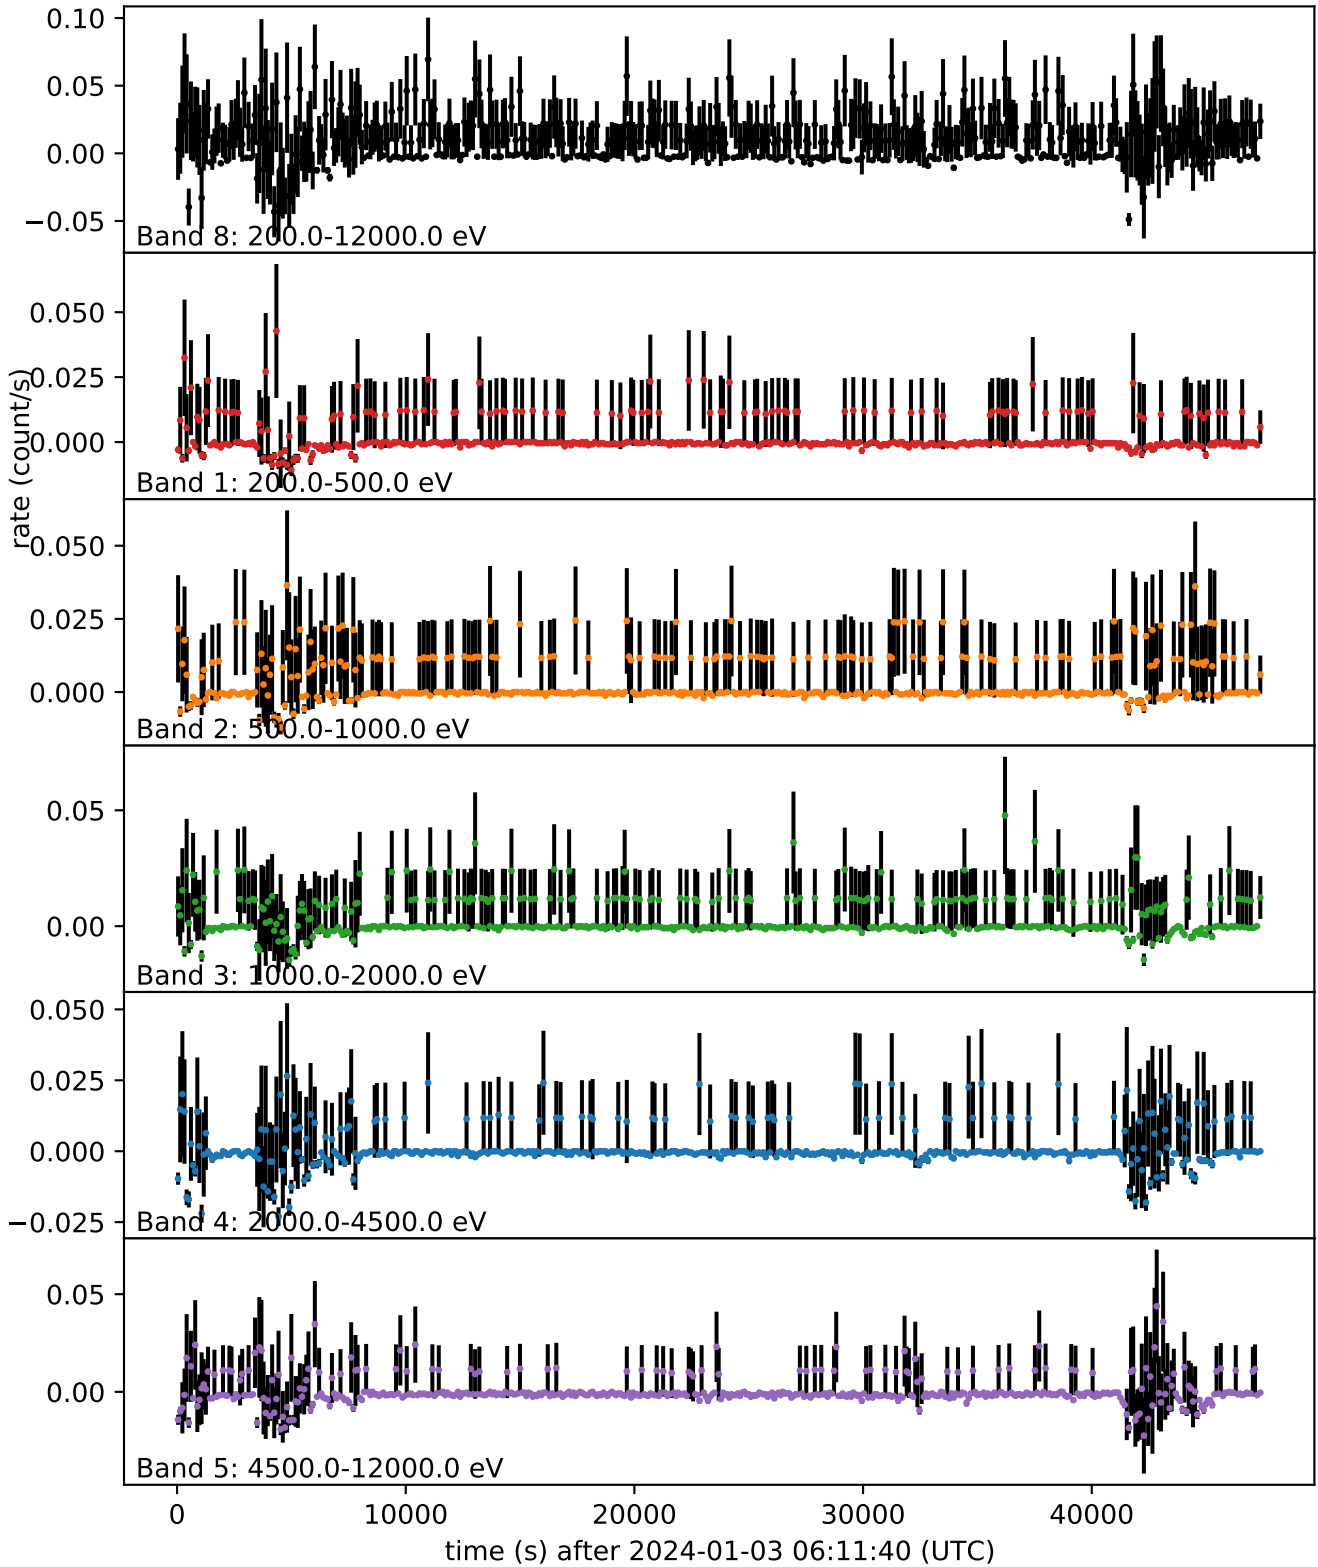 0.10
0.05
0.00
−0.05
Band 8: 200.0-12000.0 eV
0.050
0.025
0.000
Band 1: 200.0-500.0 eV
rate (count/s)
0.050
0.025
0.000
Band 2: 500.0-1000.0 eV
0.05
0.00
Band 3: 1000.0-2000.0 eV
0.050
0.025
0.000
−0.025
Band 4: 2000.0-4500.0 eV
0.05
0.00
Band 5: 4500.0-12000.0 eV
0 10000 20000 30000 40000
time (s) after 2024-01-03 06:11:40 (UTC)